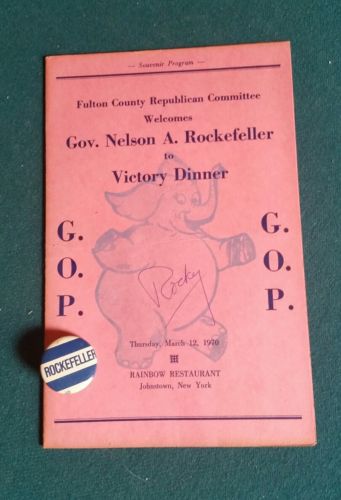 — Souvenir Program —
Fulton County Republican Committee
Welcomes
Gov. Nelson A. Rockefeller
to
Victory Dinner
G.
O.
P.
G.
O.
P.
Rocky
Thursday, March 12, 1970
RAINBOW RESTAURANT
Johnstown, New York
ROCKEFELLER